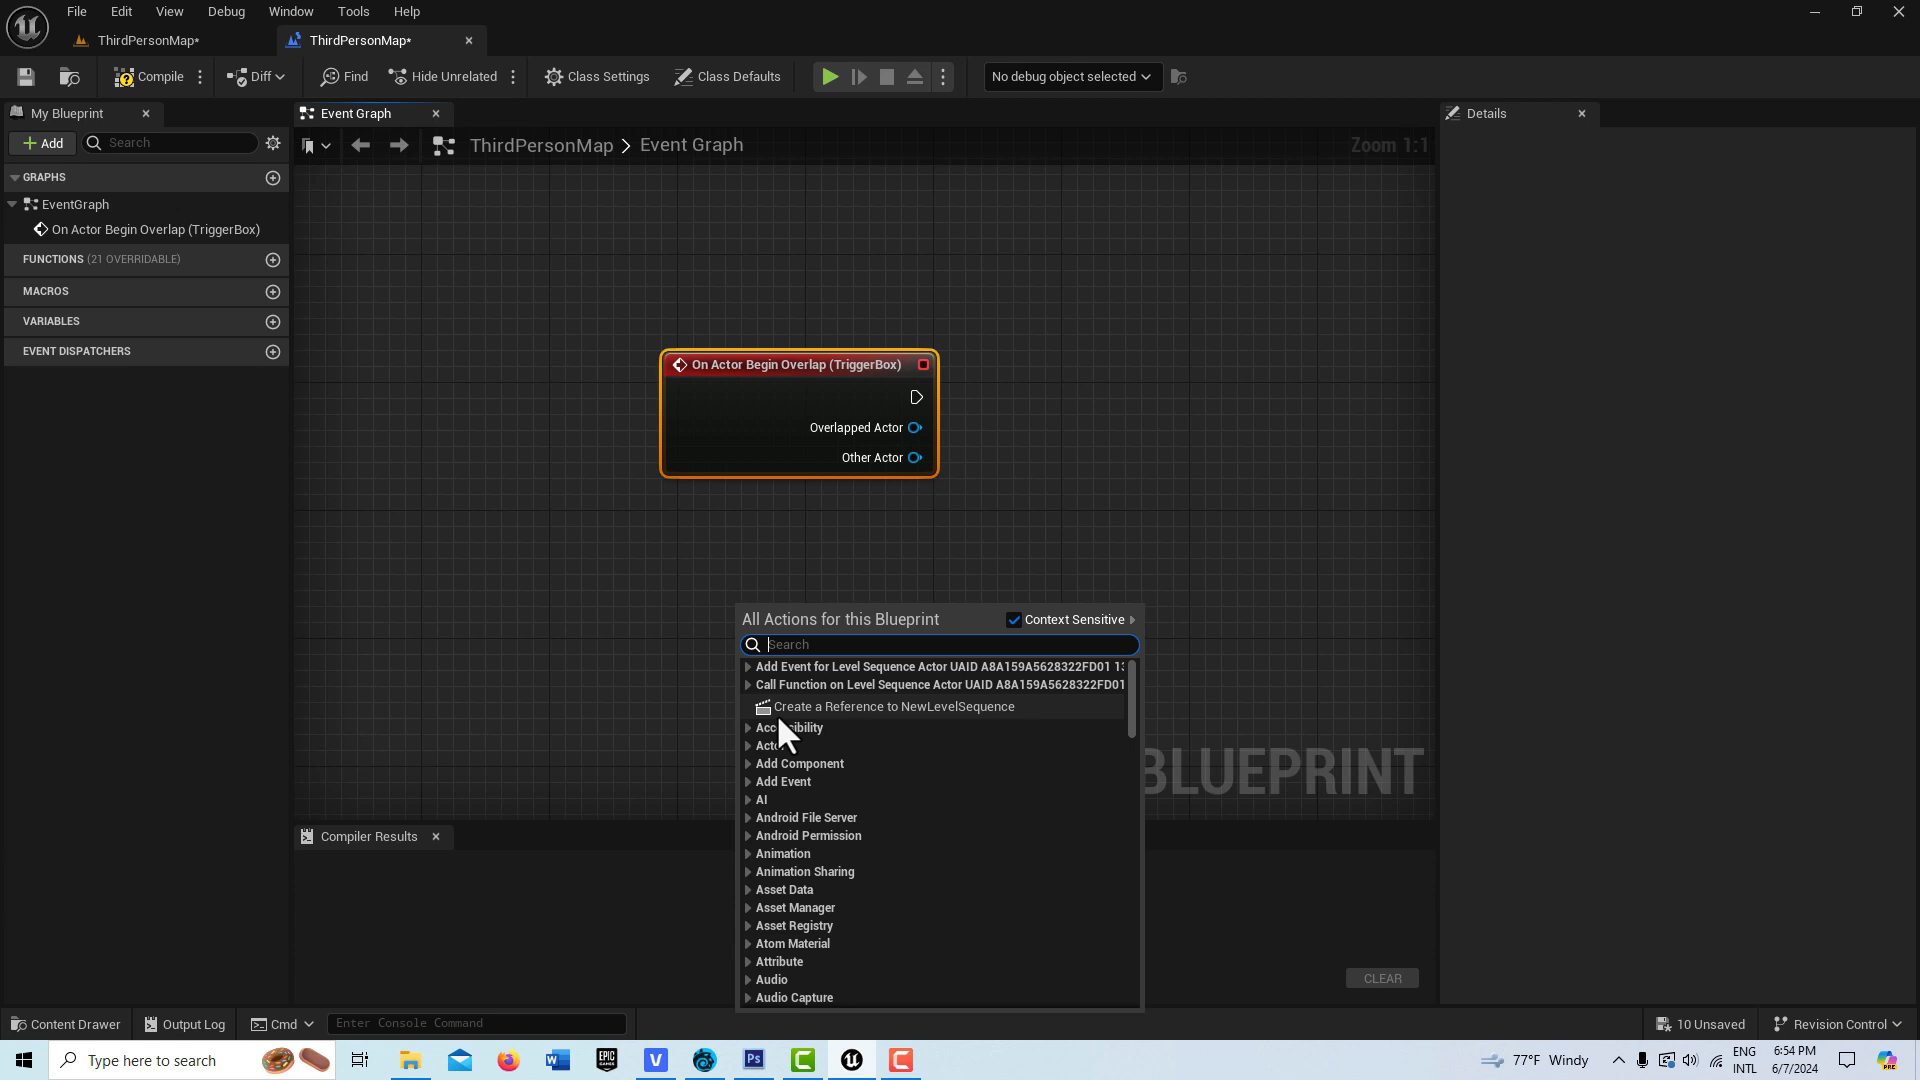 File Edit View Debug Window Tools Help
ThirdPersonMap* ThirdPersonMap*
Compile Diff Find Hide Unrelated Class Settings Class Defaults No debug object selected
My Blueprint
Event Graph
Details
Add Search
ThirdPersonMap > Event Graph Zoom 1:1
GRAPHS
EventGraph
On Actor Begin Overlap (TriggerBox)
FUNCTIONS (21 OVERRIDABLE)
MACROS
VARIABLES
EVENT DISPATCHERS
On Actor Begin Overlap (TriggerBox)
Overlapped Actor
Other Actor
All Actions for this Blueprint Context Sensitive
Search
Add Event for Level Sequence Actor UAID A8A159A5628322FD01
Call Function on Level Sequence Actor UAID A8A159A5628322FD01
Create a Reference to NewLevelSequence
Add Component
Add Event
AI
Android File Server
Android Permission
Animation
Animation Sharing
Asset Data
Asset Manager
Asset Registry
Atom Material
Attribute
Audio
Audio Capture
BLUEPRINT
Compiler Results
CLEAR
Content Drawer Output Log Cmd Enter Console Command 10 Unsaved Revision Control
Type here to search
W EPIC GAMES V Ps C C PRE
77°F Windy
ENG
INTL
6:54 PM
6/7/2024